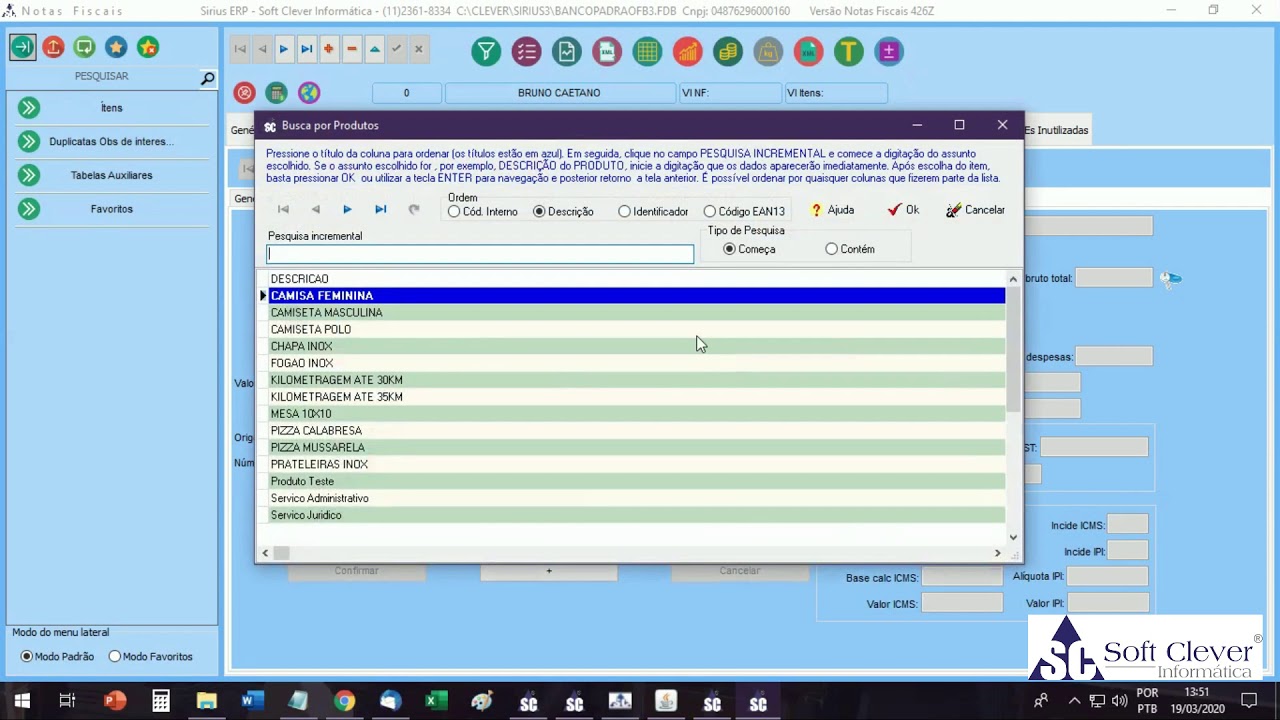 Notas Fiscais
Sirius ERP - Soft Clever Informática - (11)2361-8334 C:\CLEVER\SIRIUS3\BANCOPADRAOFB3.FDB Cnpj: 04876296000160 Versão Notas Fiscais 426Z
PESQUISAR
Ítens
Duplicatas Obs de interes...
Tabelas Auxiliares
Favoritos
Modo do menu lateral
Modo Padrão
Modo Favoritos
XML
kg
XML
T
0
BRUNO CAETANO
Vl NF:
Vl Itens:
Es Inutilizadas
Busca por Produtos
Pressione o título da coluna para ordenar (os títulos estão em azul). Em seguida, clique no campo PESQUISA INCREMENTAL e comece a digitação do assunto
escolhido. Se o assunto escolhido for , por exemplo, DESCRIÇÃO do PRODUTO, inicie a digitação que os dados aparecerão imediatamente. Após escolha do item,
basta pressionar OK ou utilizar a tecla ENTER para navegação e posterior retorno a tela anterior. É possível ordenar por quaisquer colunas que fizerem parte da lista.
Ordem
Cód. Interno
Descrição
Identificador
Código EAN13
Ajuda
Ok
Cancelar
Pesquisa incremental
Tipo de Pesquisa
Começa
Contém
DESCRICAO
CAMISA FEMININA
CAMISETA MASCULINA
CAMISETA POLO
CHAPA INOX
FOGAO INOX
KILOMETRAGEM ATE 30KM
KILOMETRAGEM ATE 35KM
MESA 10X10
PIZZA CALABRESA
PIZZA MUSSARELA
PRATELEIRAS INOX
Produto Teste
Servico Administrativo
Servico Juridico
Gené
Gen
Valo
Orig
Núm
bruto total:
despesas:
ST:
Confirmar
+
Cancelar
Incide ICMS:
Incide IPI:
Base calc ICMS:
Alíquota IPI:
Valor ICMS:
Valor IPI:
SC
Soft Clever
®
Informática
SC
SC
SC
SC
POR
PTB
13:51
19/03/2020